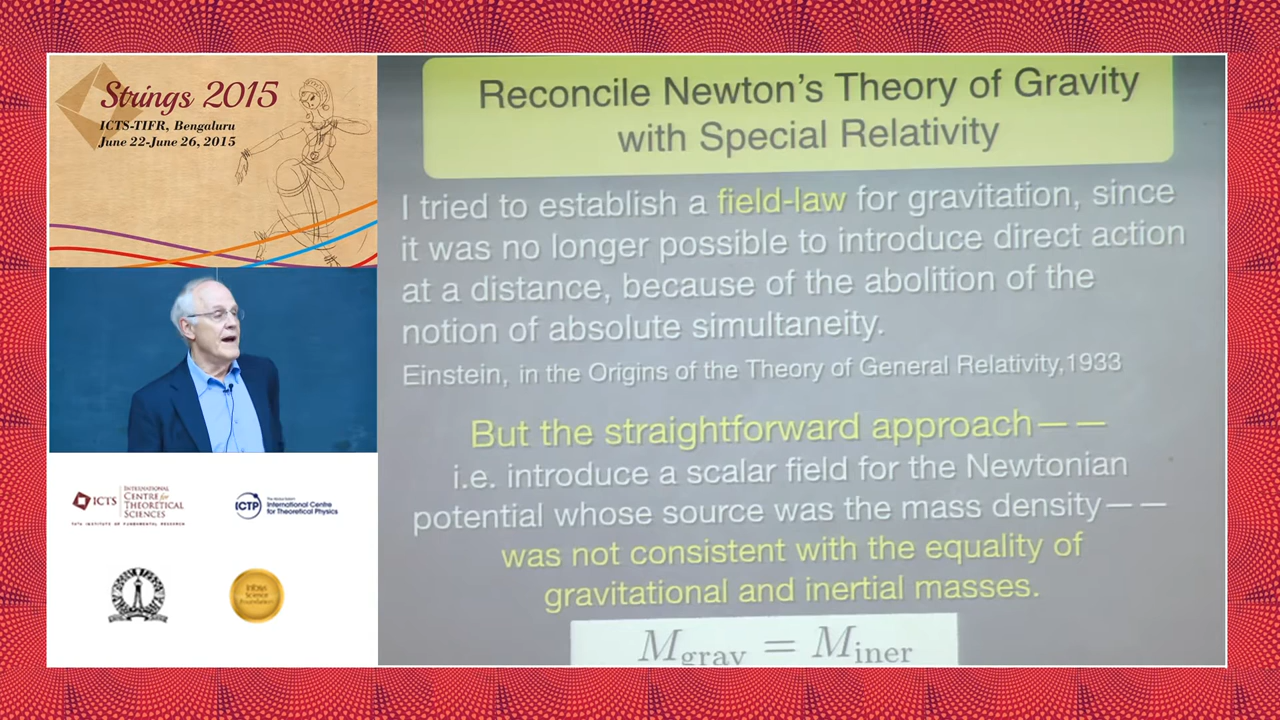 Strings 2015
ICTS-TIFR, Bengaluru
June 22-June 26, 2015
ICTS
INTERNATIONAL
CENTRE for
THEORETICAL
SCIENCES
TATA INSTITUTE OF FUNDAMENTAL RESEARCH
ICTP
The Abdus Salam
International Centre
for Theoretical Physics
Infosys
Science
Foundation
Reconcile Newton's Theory of Gravity
with Special Relativity
I tried to establish a field-law for gravitation, since
it was no longer possible to introduce direct action
at a distance, because of the abolition of the
notion of absolute simultaneity.
Einstein, in the Origins of the Theory of General Relativity,1933
But the straightforward approach— —
i.e. introduce a scalar field for the Newtonian
potential whose source was the mass density— —
was not consistent with the equality of
gravitational and inertial masses.
M_grav = M_iner